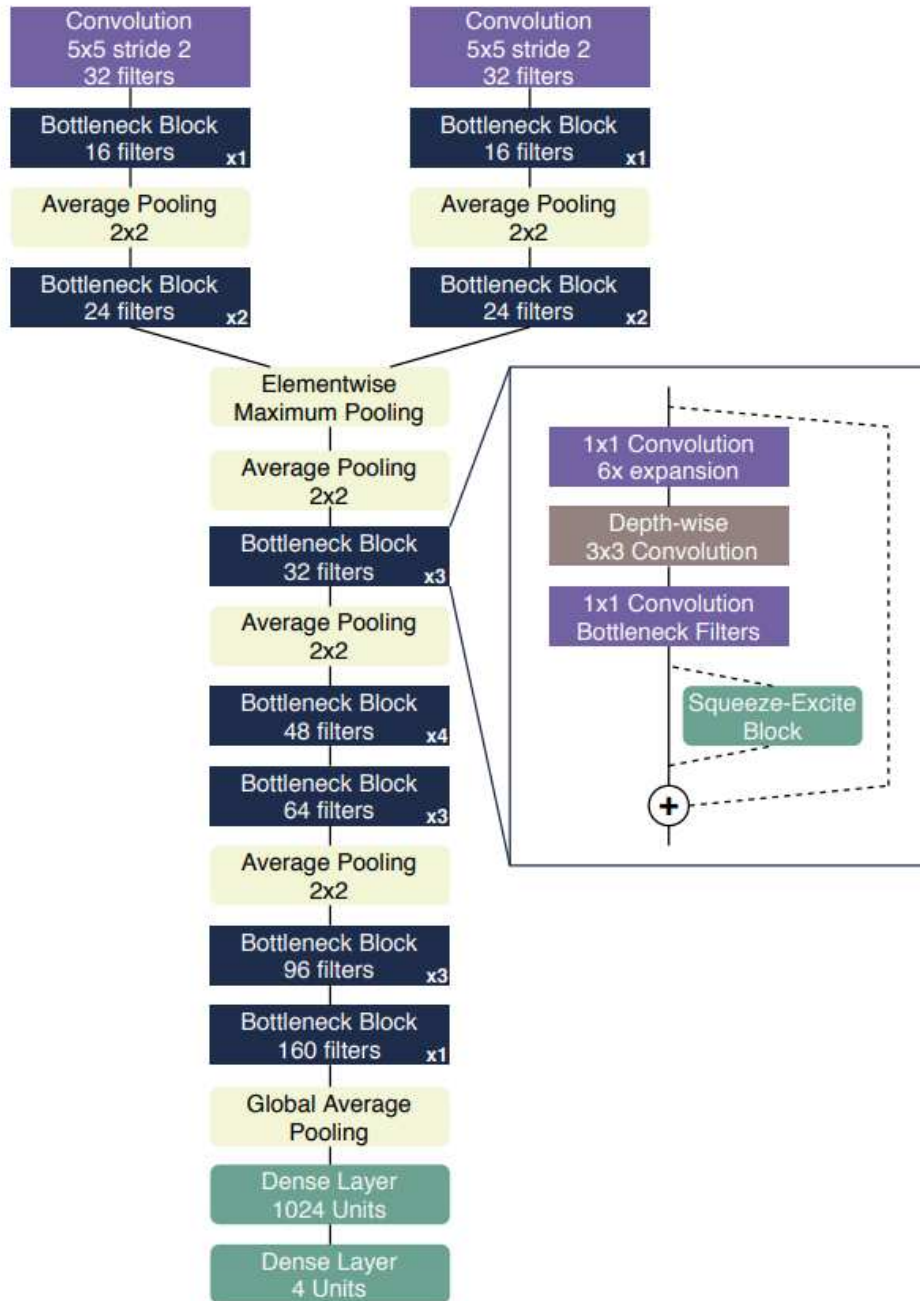 Convolution
5x5 stride 2
32 filters
Bottleneck Block
16 filters
x1
Average Pooling
2x2
Bottleneck Block
24 filters
x2
Convolution
5x5 stride 2
32 filters
Bottleneck Block
16 filters
x1
Average Pooling
2x2
Bottleneck Block
24 filters
x2
Elementwise
Maximum Pooling
Average Pooling
2x2
Bottleneck Block
32 filters
x3
Average Pooling
2x2
Bottleneck Block
48 filters
x4
Bottleneck Block
64 filters
x3
Average Pooling
2x2
Bottleneck Block
96 filters
x3
Bottleneck Block
160 filters
x1
Global Average
Pooling
Dense Layer
1024 Units
Dense Layer
4 Units
1x1 Convolution
6x expansion
Depth-wise
3x3 Convolution
1x1 Convolution
Bottleneck Filters
Squeeze-Excite
Block
+